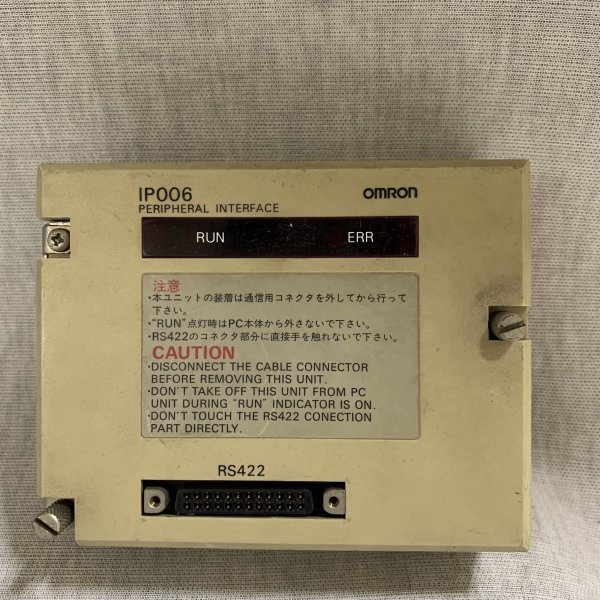 IP006
OMRON
PERIPHERAL INTERFACE
RUN ERR
注意
・本ユニットの装着は通信用コネクタを外してから行って
下さい。
・"RUN"点灯時はPC本体から外さないで下さい。
・RS422のコネクタ部分に直接手を触れないで下さい。
CAUTION
・DISCONNECT THE CABLE CONNECTOR
BEFORE REMOVING THIS UNIT.
・DON'T TAKE OFF THIS UNIT FROM PC
UNIT DURING "RUN" INDICATOR IS ON.
・DON'T TOUCH THE RS422 CONECTION
PART DIRECTLY.
RS422